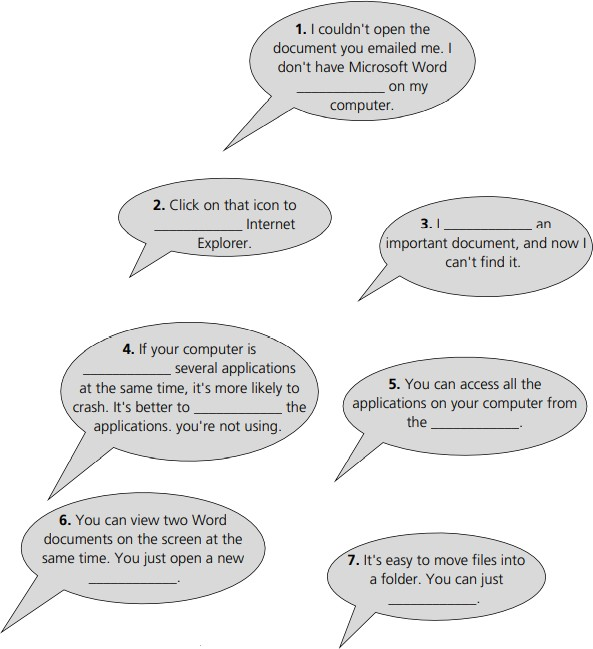 1. I couldn't open the
document you emailed me. I
don't have Microsoft Word
____________ on my
computer.
2. Click on that icon to
____________ Internet
Explorer.
3. I ____________ an
important document, and now I
can't find it.
4. If your computer is
____________ several applications
at the same time, it's more likely to
crash. It's better to ____________ the
applications. you're not using.
5. You can access all the
applications on your computer from
the ____________.
6. You can view two Word
documents on the screen at the
same time. You just open a new
____________.
7. It's easy to move files into
a folder. You can just
____________.